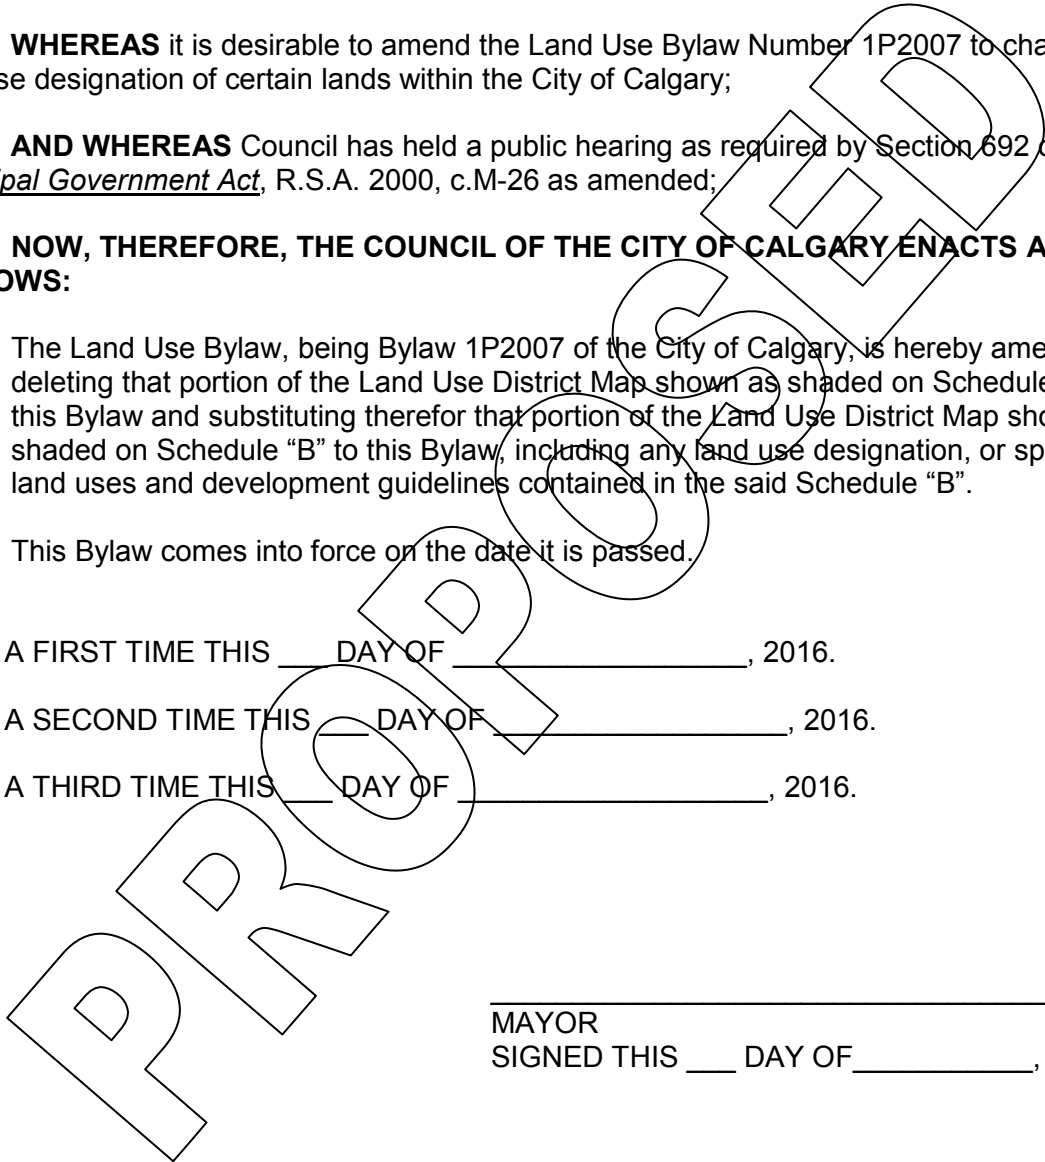 WHEREAS it is desirable to amend the Land Use Bylaw Number 1P2007 to cha
se designation of certain lands within the City of Calgary;
AND WHEREAS Council has held a public hearing as required by Section 692
pal Government Act, R.S.A. 2000, c.M-26 as amended;
NOW, THEREFORE, THE COUNCIL OF THE CITY OF CALGARY ENACTS A
OWS:
The Land Use Bylaw, being Bylaw 1P2007 of the City of Calgary, is hereby ame
deleting that portion of the Land Use District Map shown as shaded on Schedule
this Bylaw and substituting therefor that portion of the Land Use District Map sho
shaded on Schedule “B” to this Bylaw, including any land use designation, or sp
land uses and development guidelines contained in the said Schedule “B”.
This Bylaw comes into force on the date it is passed.
A FIRST TIME THIS ___ DAY OF __________________, 2016.
A SECOND TIME THIS ___ DAY OF __________________, 2016.
A THIRD TIME THIS ___ DAY OF ___________________, 2016.
MAYOR
SIGNED THIS ___ DAY OF___________,
PROPOSED